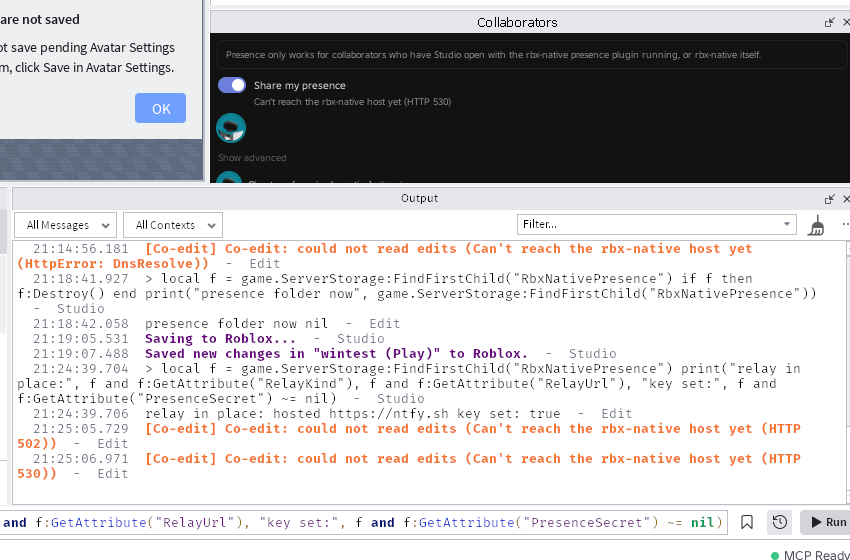 are not saved
ot save pending Avatar Settings
m, click Save in Avatar Settings.
OK
Collaborators
Presence only works for collaborators who have Studio open with the rbx-native presence plugin running, or rbx-native itself.
Share my presence
Can't reach the rbx-native host yet (HTTP 530)
Show advanced
Output
All Messages
All Contexts
Filter...
21:14:56.181 [Co-edit] Co-edit: could not read edits (Can't reach the rbx-native host yet
(HttpError: DnsResolve)) - Edit
21:18:41.927 > local f = game.ServerStorage:FindFirstChild("RbxNativePresence") if f then
f:Destroy() end print("presence folder now", game.ServerStorage:FindFirstChild("RbxNativePresence"))
- Studio
21:18:42.058 presence folder now nil - Edit
21:19:05.531 Saving to Roblox... - Studio
21:19:07.488 Saved new changes in "wintest (Play)" to Roblox. - Studio
21:24:39.704 > local f = game.ServerStorage:FindFirstChild("RbxNativePresence") print("relay in
place:", f and f:GetAttribute("RelayKind"), f and f:GetAttribute("RelayUrl"), "key set:", f and
f:GetAttribute("PresenceSecret") ~= nil) - Studio
21:24:39.706 relay in place: hosted https://ntfy.sh key set: true - Edit
21:25:05.729 [Co-edit] Co-edit: could not read edits (Can't reach the rbx-native host yet (HTTP
502)) - Edit
21:25:06.971 [Co-edit] Co-edit: could not read edits (Can't reach the rbx-native host yet (HTTP
530)) - Edit
and f:GetAttribute("RelayUrl"), "key set:", f and f:GetAttribute("PresenceSecret") ~= nil)
Run
MCP Ready